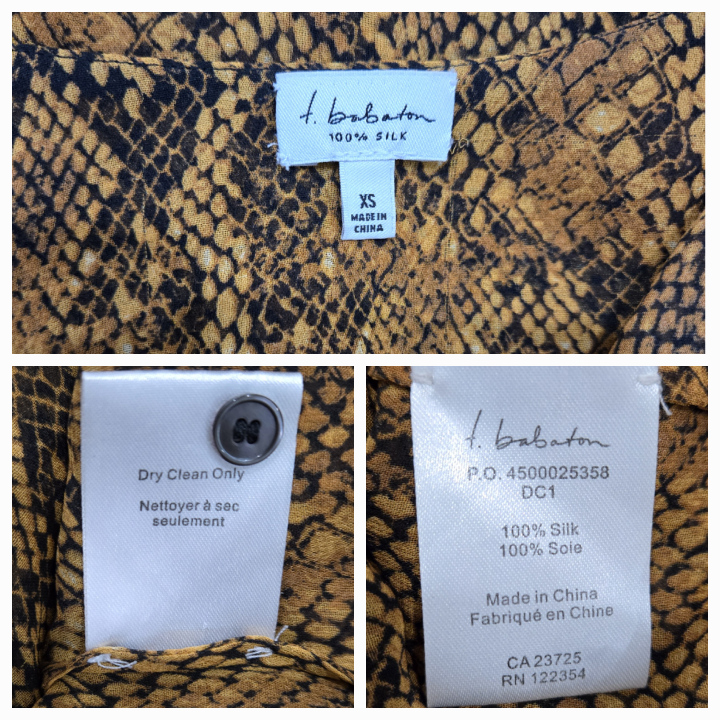 t. babaton
100% SILK
XS
MADE IN
CHINA
Dry Clean Only
Nettoyer à sec
seulement
t. babaton
P.O. 4500025358
DC1
100% Silk
100% Soie
Made in China
Fabriqué en Chine
CA 23725
RN 122354